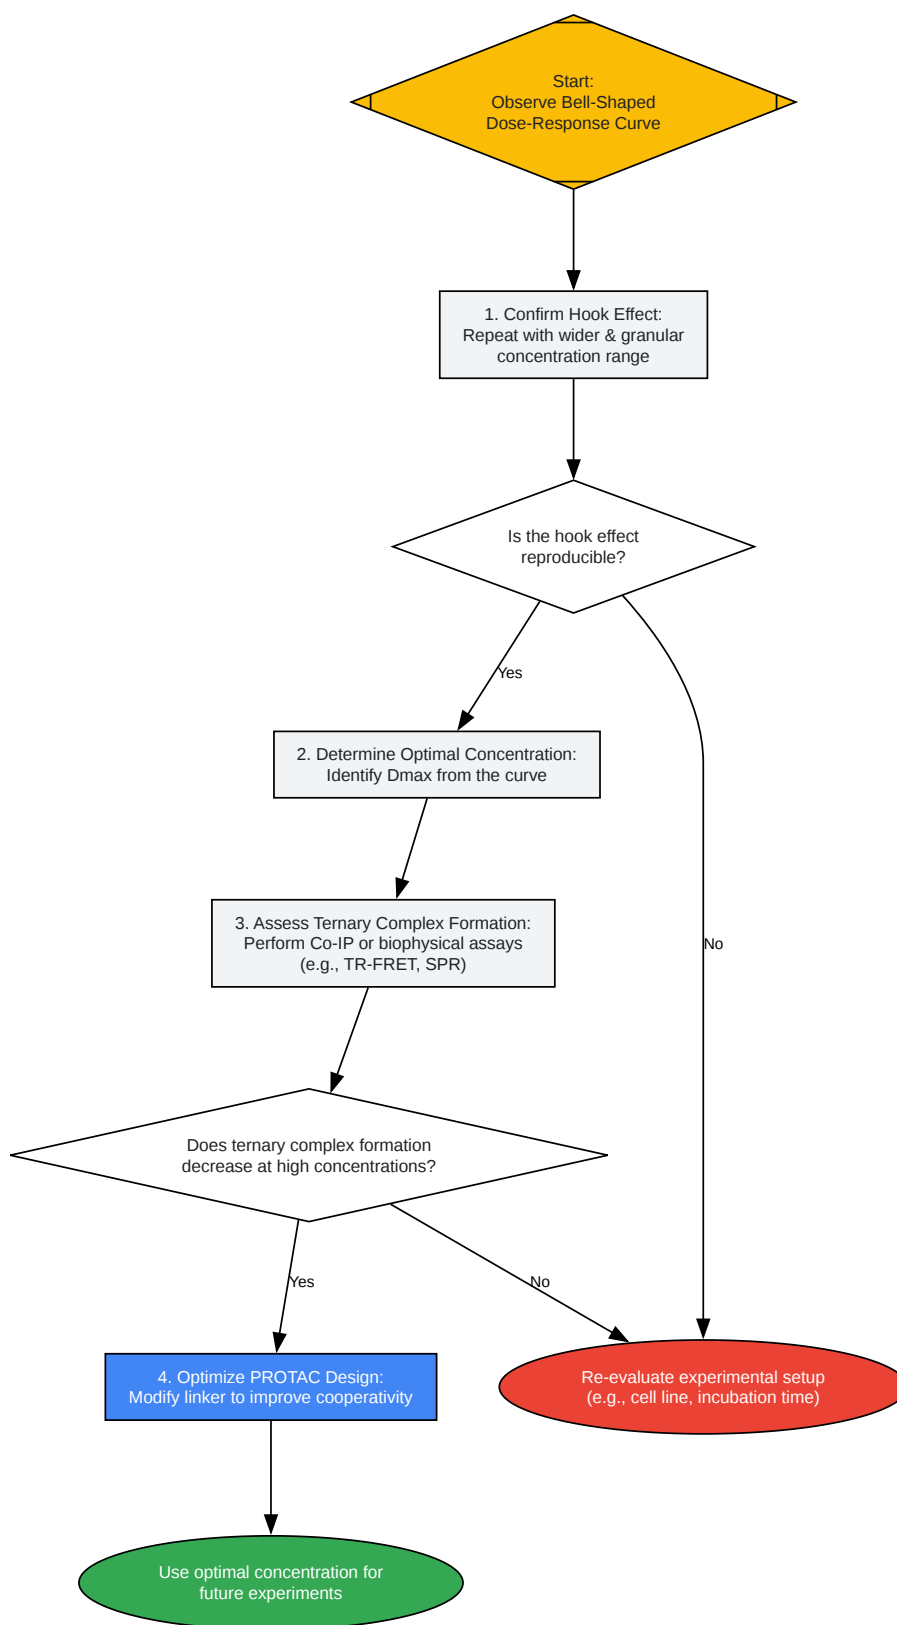 Start:
Observe Bell-Shaped
Dose-Response Curve
1. Confirm Hook Effect:
Repeat with wider & granular
concentration range
Is the hook effect
reproducible?
Yes
2. Determine Optimal Concentration:
Identify Dmax from the curve
3. Assess Ternary Complex Formation:
Perform Co-IP or biophysical assays
(e.g., TR-FRET, SPR)
No
Does ternary complex formation
decrease at high concentrations?
Yes
No
4. Optimize PROTAC Design:
Modify linker to improve cooperativity
Re-evaluate experimental setup
(e.g., cell line, incubation time)
Use optimal concentration for
future experiments